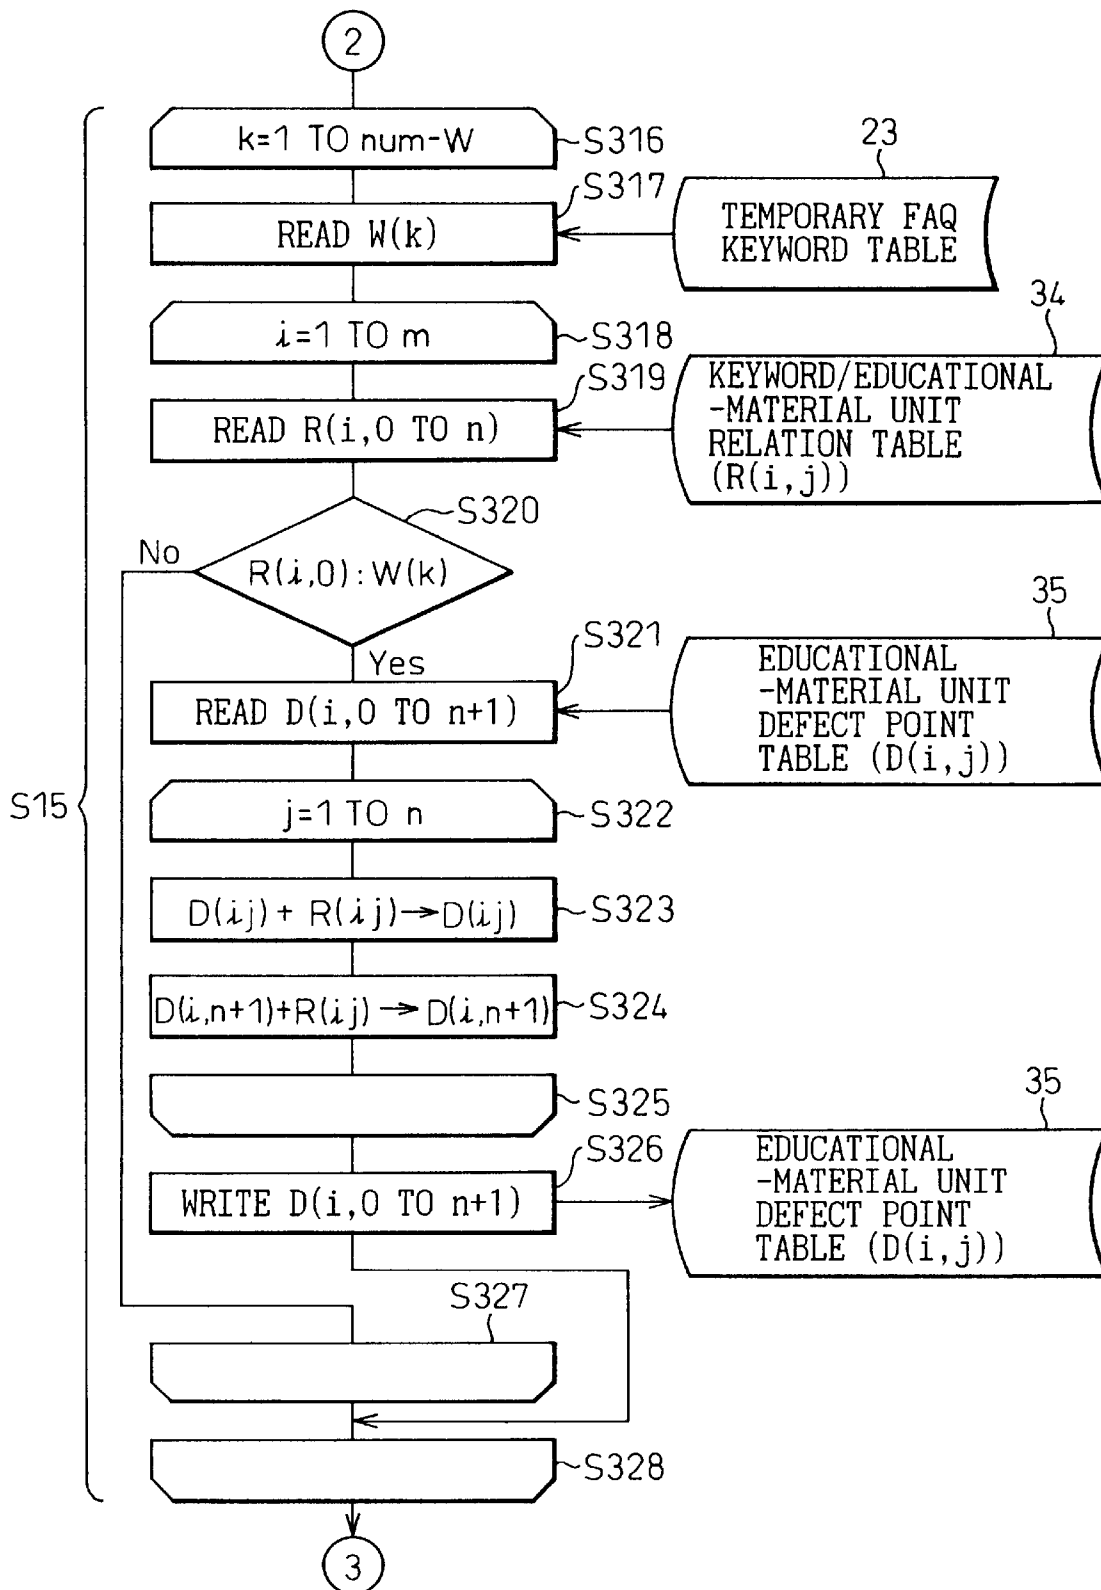 2
k=1 TO num-W
S316
S317
READ W(k)
23
TEMPORARY FAQ
KEYWORD TABLE
i=1 TO m
S318
S319
READ R(i,0 TO n)
34
KEYWORD/EDUCATIONAL
-MATERIAL UNIT
RELATION TABLE
(R(i,j))
S320
No
R(i,0):W(k)
Yes
S321
READ D(i,0 TO n+1)
35
EDUCATIONAL
-MATERIAL UNIT
DEFECT POINT
TABLE (D(i,j))
S15
j=1 TO n
S322
D(ij)+ R(ij)→D(ij)
S323
D(i,n+1)+R(ij)→D(i,n+1)
S324
S325
S326
WRITE D(i,0 TO n+1)
35
EDUCATIONAL
-MATERIAL UNIT
DEFECT POINT
TABLE (D(i,j))
S327
S328
3